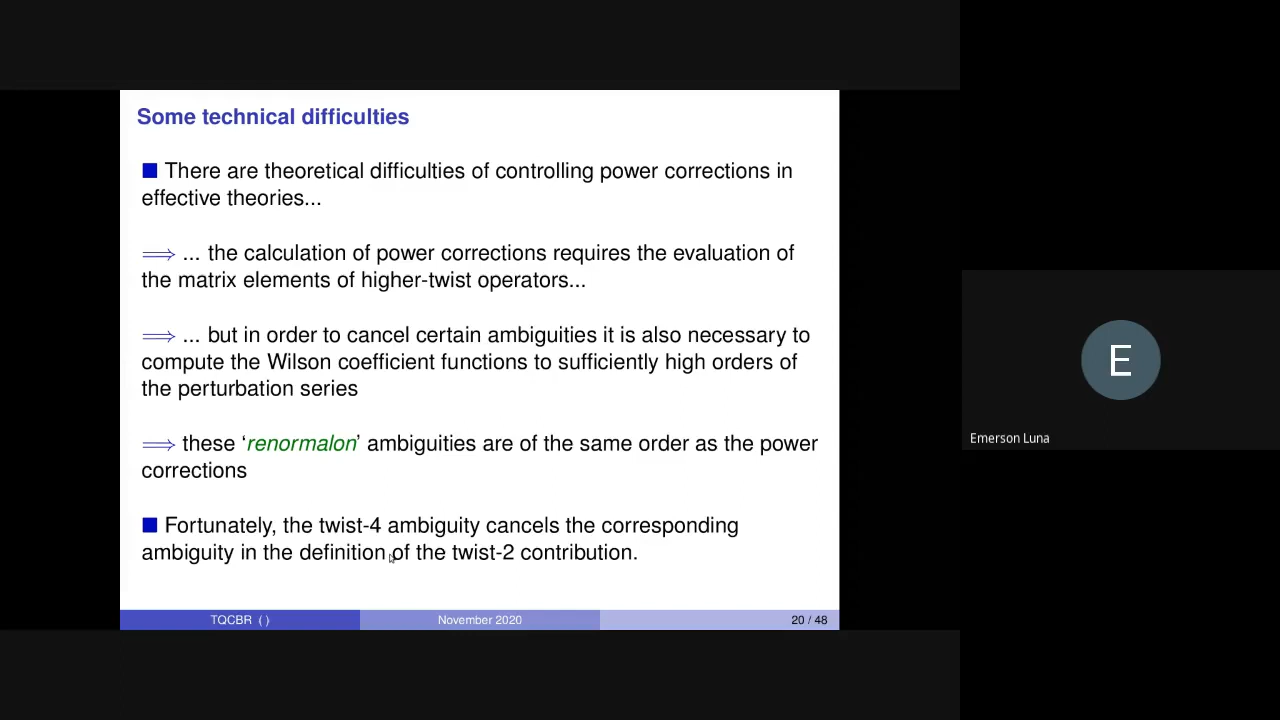 Some technical difficulties
There are theoretical difficulties of controlling power corrections in
effective theories...
⟹ ... the calculation of power corrections requires the evaluation of
the matrix elements of higher-twist operators...
⟹ ... but in order to cancel certain ambiguities it is also necessary to
compute the Wilson coefficient functions to sufficiently high orders of
the perturbation series
⟹ these ‘renormalon’ ambiguities are of the same order as the power
corrections
Fortunately, the twist-4 ambiguity cancels the corresponding
ambiguity in the definition of the twist-2 contribution.
TQCBR ( )
November 2020
20 / 48
E
Emerson Luna